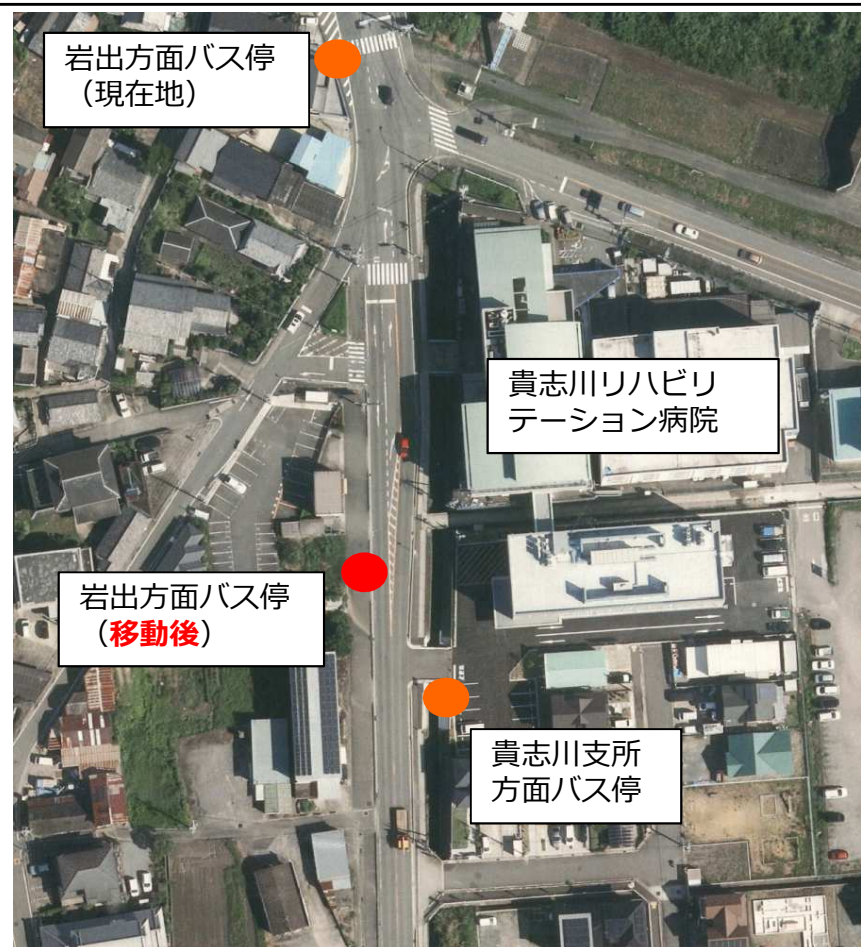 岩出方面バス停
（現在地）
貴志川リハビリ
テーション病院
岩出方面バス停
（移動後）
貴志川支所
方面バス停